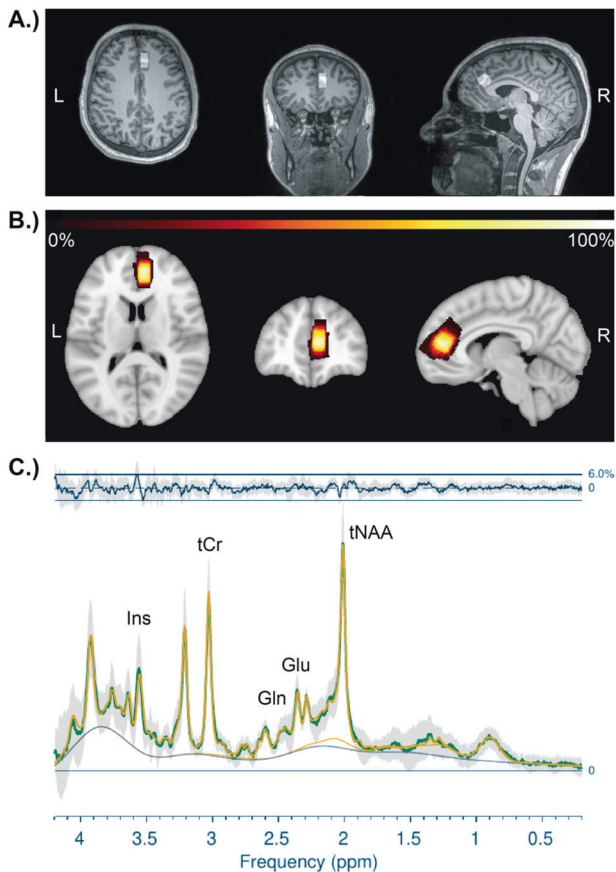 A.)
L
R
B.)
0%
100%
L
R
C.)
6.0%
0
tNAA
tCr
Ins
Glu
Gln
0
4 3.5 3 2.5 2 1.5 1 0.5
Frequency (ppm)